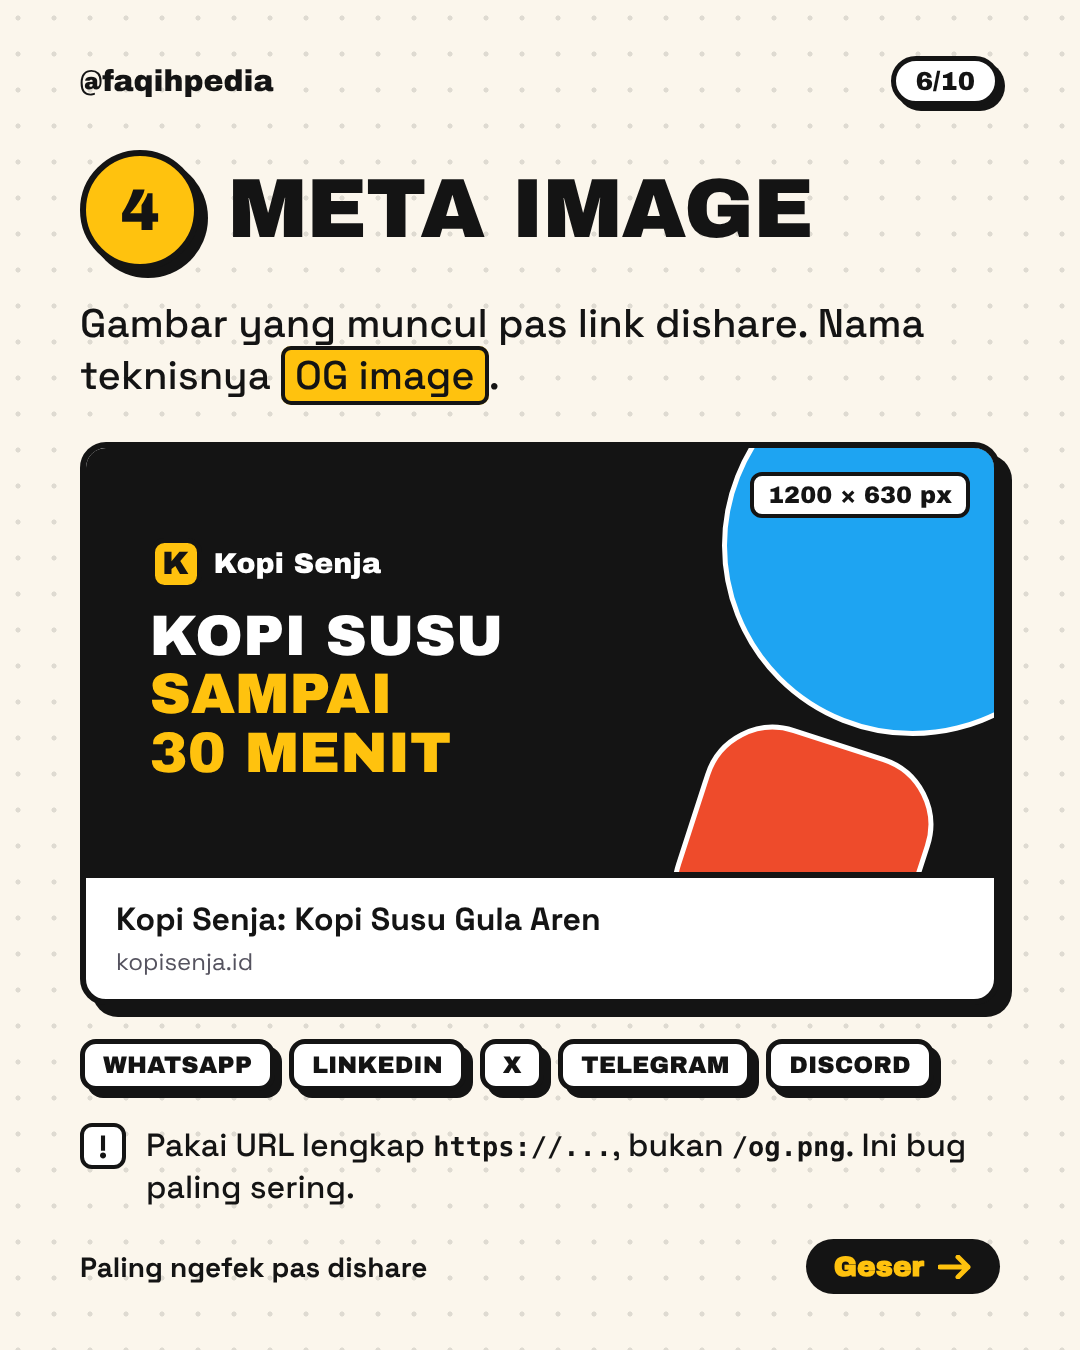 @faqihpedia
6/10
4 META IMAGE
Gambar yang muncul pas link dishare. Nama
teknisnya OG image.
1200 × 630 px
K Kopi Senja
KOPI SUSU
SAMPAI
30 MENIT
Kopi Senja: Kopi Susu Gula Aren
kopisenja.id
WHATSAPP LINKEDIN X TELEGRAM DISCORD
! Pakai URL lengkap https://..., bukan /og.png. Ini bug
paling sering.
Paling ngefek pas dishare
Geser →